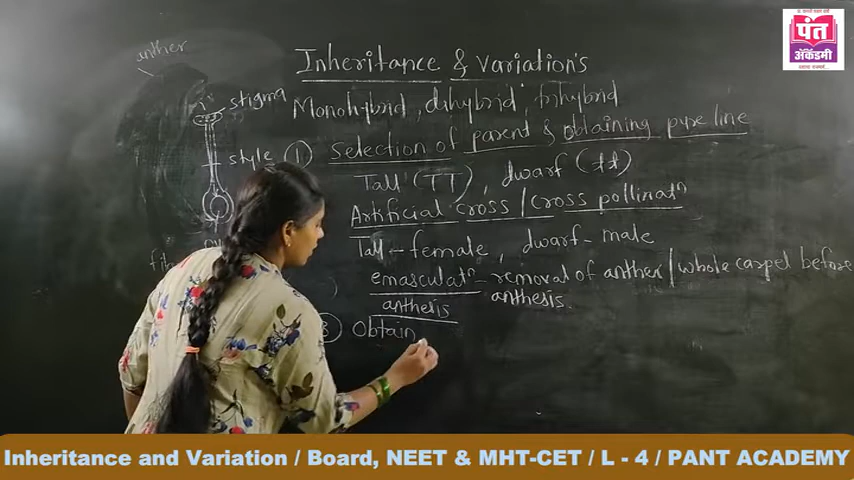 पंत
अ‍ॅकॅडमी
anther
Inheritance & Variation's
stigma
Monohybrid, dihybrid, trihybrid
style
① Selection of parent & obtaining pure line
Tall (TT), dwarf (tt)
Artificial cross / Cross pollinatⁿ
Tall - female, dwarf - male
emasculatⁿ - removal of anther / whole carpel before
anthesis
anthesis.
③ Obtain
Inheritance and Variation / Board, NEET & MHT-CET / L - 4 / PANT ACADEMY